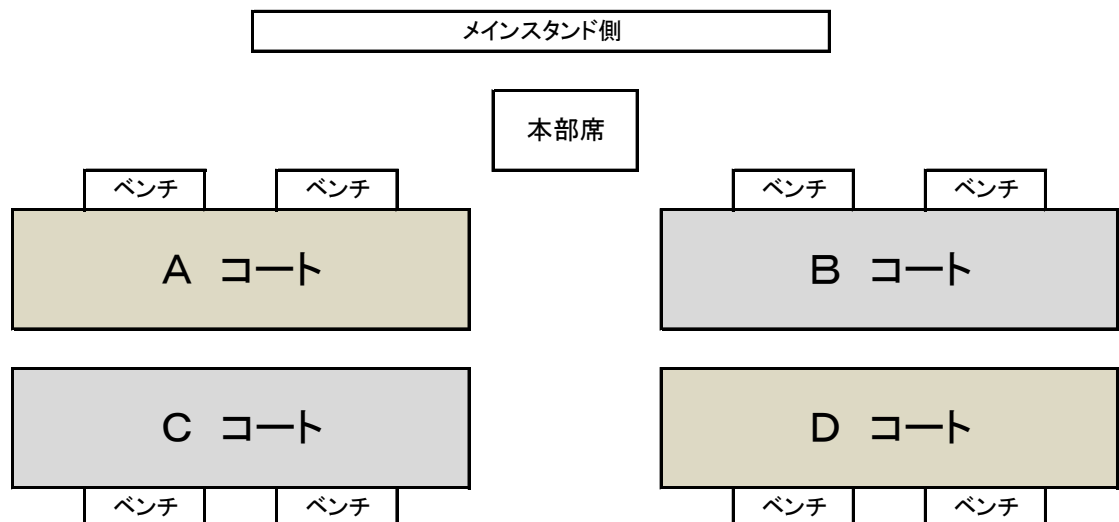 メインスタンド側
本部席
ベンチ ベンチ ベンチ ベンチ
A コート B コート
C コート D コート
ベンチ ベンチ ベンチ ベンチ